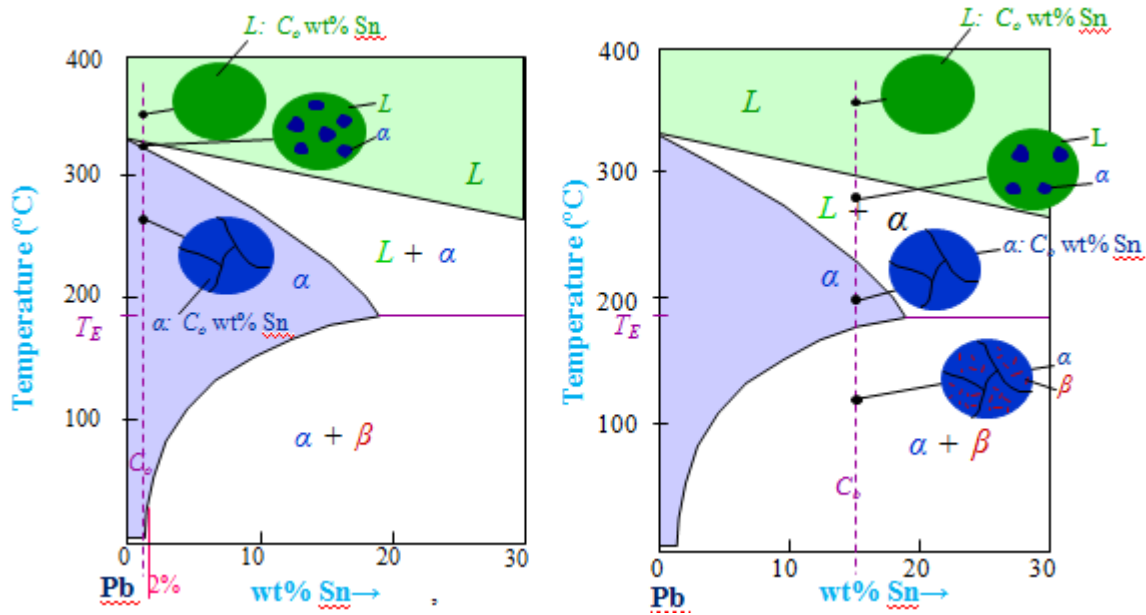 L: Cₒ wt% Sn
400
L
α
L
300
L + α
α
200
α: Cₒ wt% Sn
T_E
100
α + β
Cₒ
0
10
20
30
Pb
2%
wt% Sn→
,
Temperature (°C)
L: Cₒ wt% Sn
400
L
L
α
300
L + α
α: Cₒ wt% Sn
α
200
T_E
α
β
100
α + β
Cₒ
0
10
20
30
Pb
wt% Sn→
Temperature (°C)